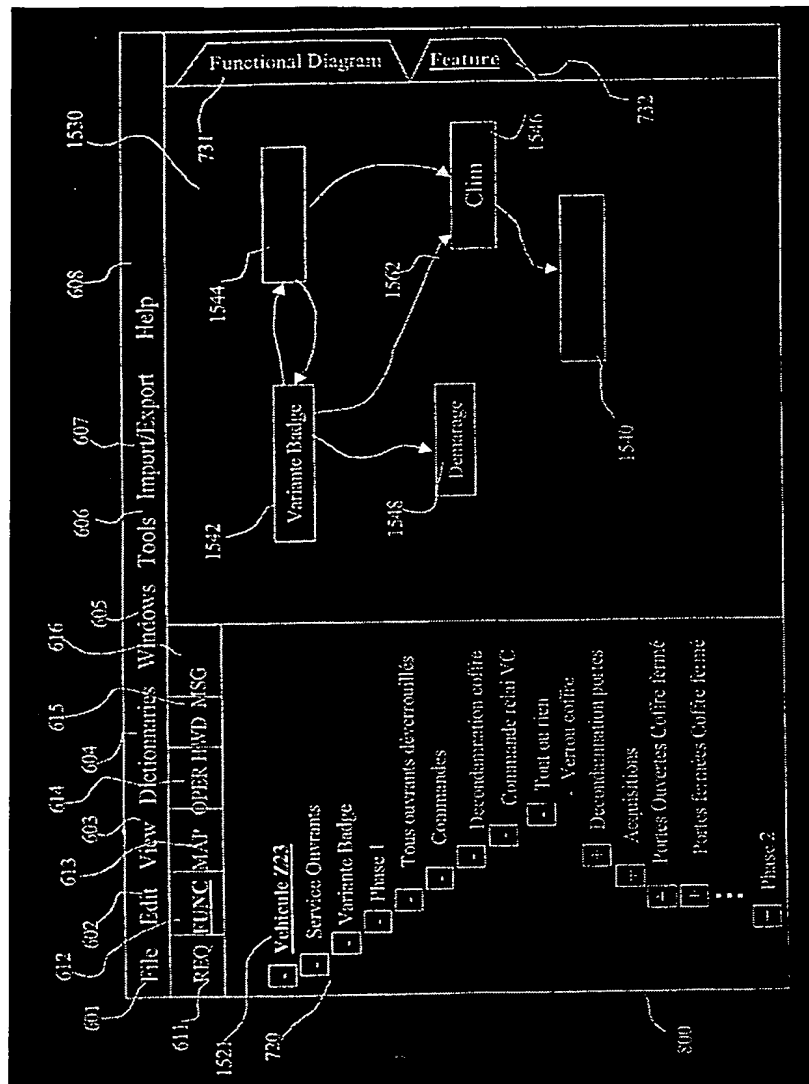 601
602
603
604
605
606
607
608
File Edit View Dictionnaries Windows Tools Import/Export Help
611
612
613
614
615
616
REQ FUNC MAP OPER HWD MSG
1521
720
800
- Vehicule Z23
- Service Ouvrants
- Variante Badge
- Phase 1
- Tous ouvrants déverrouillés
- Commandes
- Decondamnation coffre
- Commande relai VC
- Tout ou rien
- Verrou coffre
+ Decondamnation portes
+ Acquisitions
+ Portes Ouvertes Coffre fermé
+ Portes fermées Coffre fermé
Phase 2
1530
1542
Variante Badge
1544
1548
Demarage
1562
Clim
1546
1540
731
Functional Diagram
Feature
732